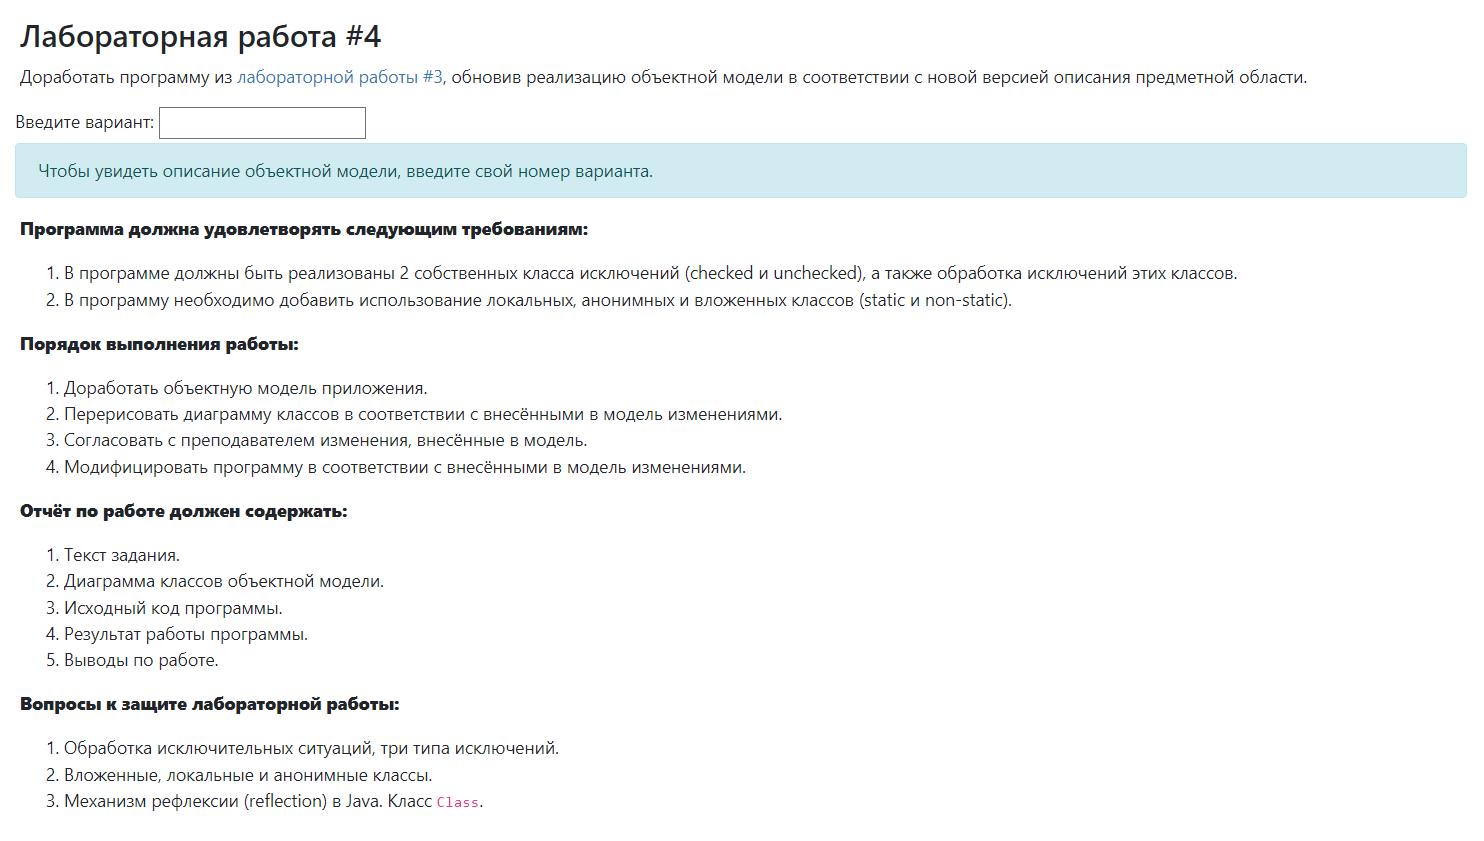 Лабораторная работа #4
Доработать программу из лабораторной работы #3, обновив реализацию объектной модели в соответствии с новой версией описания предметной области.
Введите вариант:
Чтобы увидеть описание объектной модели, введите свой номер варианта.
Программа должна удовлетворять следующим требованиям:
1. В программе должны быть реализованы 2 собственных класса исключений (checked и unchecked), а также обработка исключений этих классов.
2. В программу необходимо добавить использование локальных, анонимных и вложенных классов (static и non-static).
Порядок выполнения работы:
1. Доработать объектную модель приложения.
2. Перерисовать диаграмму классов в соответствии с внесёнными в модель изменениями.
3. Согласовать с преподавателем изменения, внесённые в модель.
4. Модифицировать программу в соответствии с внесёнными в модель изменениями.
Отчёт по работе должен содержать:
1. Текст задания.
2. Диаграмма классов объектной модели.
3. Исходный код программы.
4. Результат работы программы.
5. Выводы по работе.
Вопросы к защите лабораторной работы:
1. Обработка исключительных ситуаций, три типа исключений.
2. Вложенные, локальные и анонимные классы.
3. Механизм рефлексии (reflection) в Java. Класс Class.